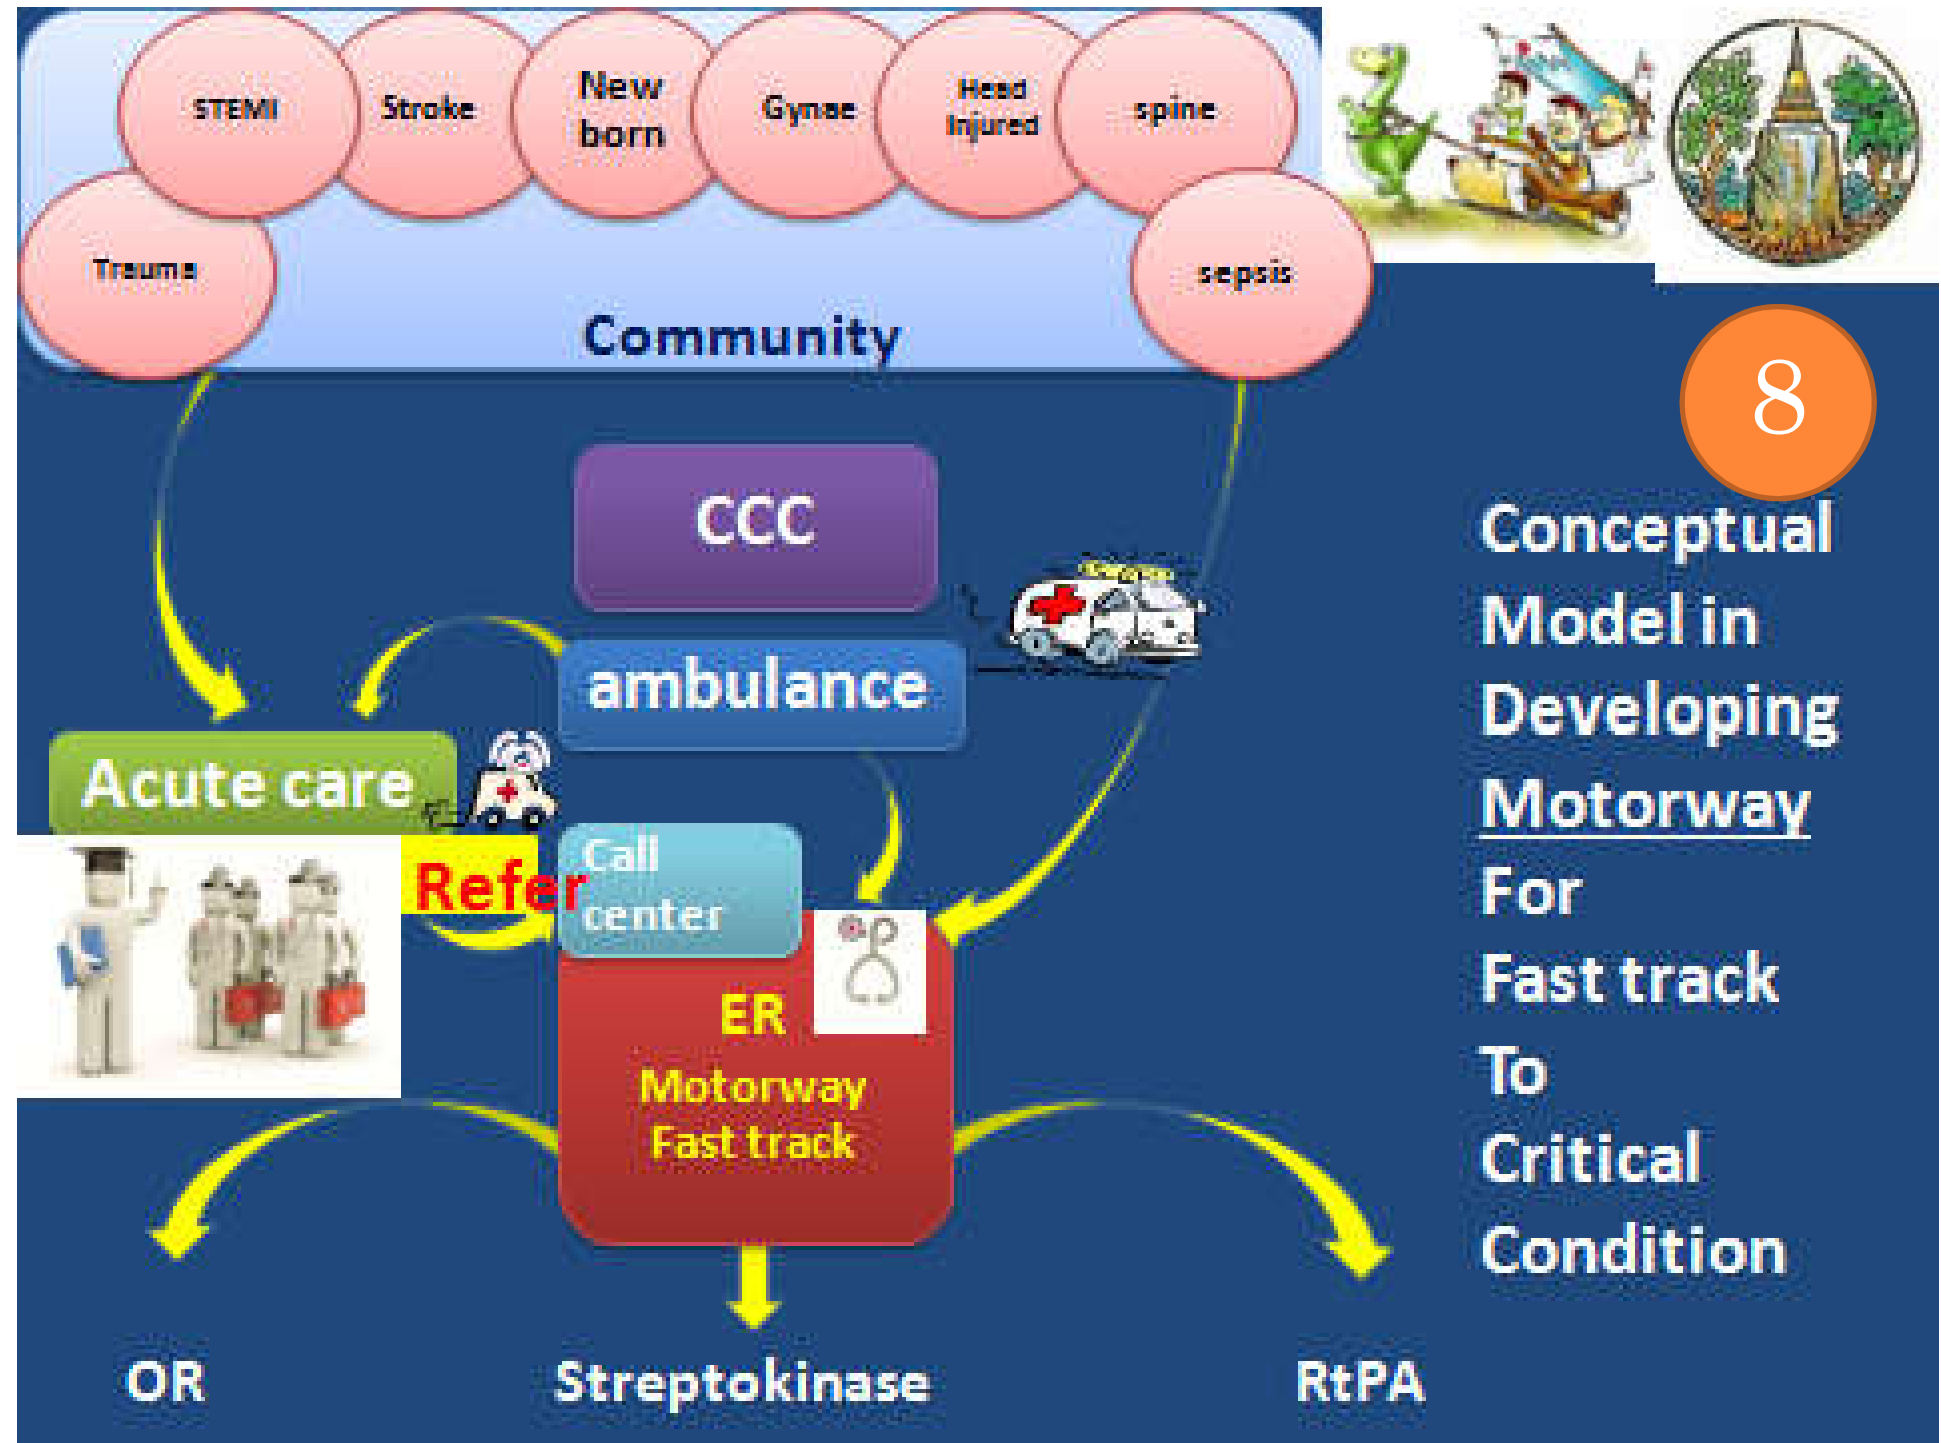 STEMI
Stroke
New
born
Gynae
Head
Injured
spine
Trauma
sepsis
Community
8
CCC
ambulance
Acute care
Refer
Call
center
ER
Motorway
Fast track
OR
Streptokinase
RtPA
Conceptual
Model in
Developing
Motorway
For
Fast track
To
Critical
Condition